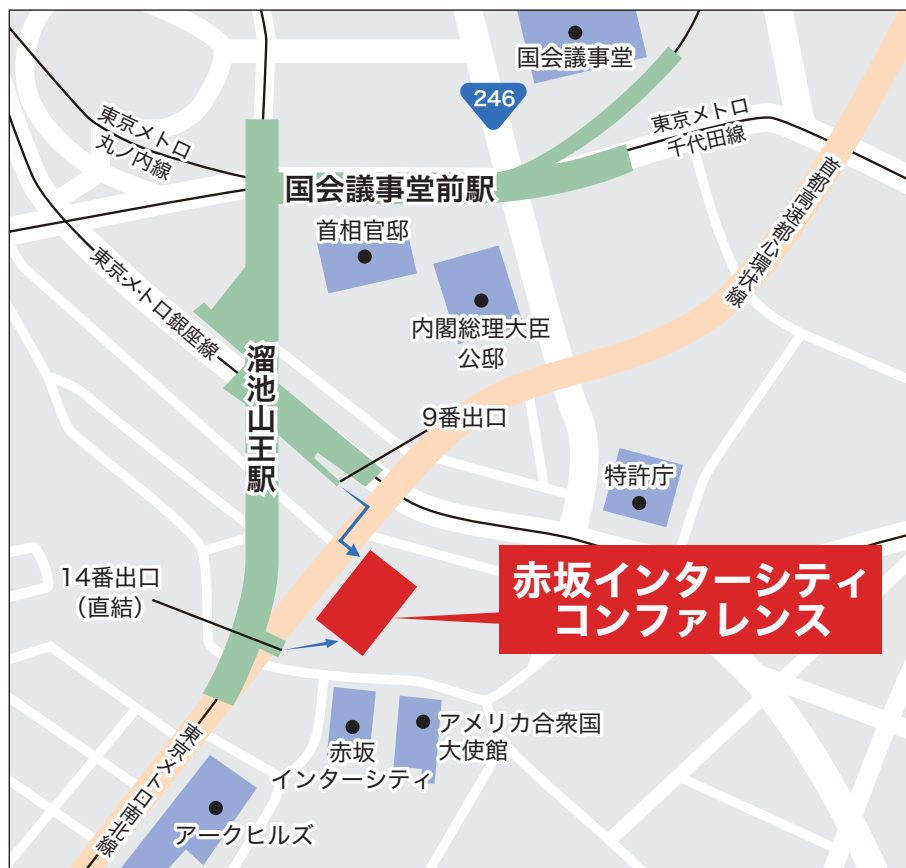 国会議事堂
246
東京メトロ
丸ノ内線
東京メトロ
千代田線
国会議事堂前駅
首都高速都心環状線
首相官邸
東京メトロ銀座線
内閣総理大臣
公邸
溜池山王駅
9番出口
特許庁
14番出口
（直結）
赤坂インターシティ
コンファレンス
アメリカ合衆国
大使館
赤坂
インターシティ
東京メトロ南北線
アークヒルズ